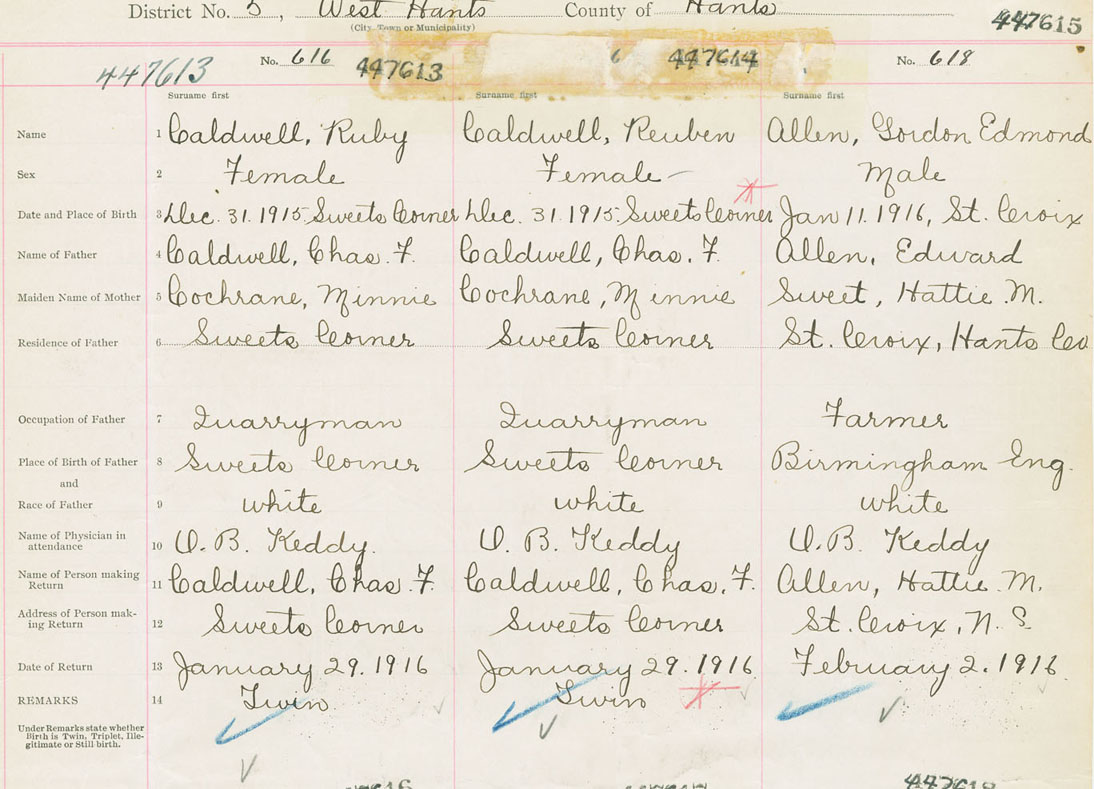 District No. 5, West Hants County of Hants
(City, Town or Municipality)
447615
447613 No. 616 447613 6 447614 No. 618
Surname first Surname first Surname first
Name 1 Caldwell, Ruby Caldwell, Reuben Allen, Gordon Edmond
Sex 2 Female Female Male
Date and Place of Birth 3 Dec. 31. 1915 Sweets Corner Dec. 31. 1915 Sweets Corner Jan 11. 1916, St. Croix
Name of Father 4 Caldwell, Chas. F. Caldwell, Chas. F. Allen, Edward
Maiden Name of Mother 5 Cochrane, Minnie Cochrane, Minnie Sweet, Hattie M.
Residence of Father 6 Sweets Corner Sweets Corner St. Croix, Hants Co
Occupation of Father 7 Quarryman Quarryman Farmer
Place of Birth of Father 8 Sweets Corner Sweets Corner Birmingham Eng.
and
Race of Father 9 white white white
Name of Physician in
attendance 10 O. B. Keddy. O. B. Keddy O. B. Keddy
Name of Person making
Return 11 Caldwell, Chas. F. Caldwell, Chas. F. Allen, Hattie M.
Address of Person mak-
ing Return 12 Sweets Corner Sweets Corner St. Croix, N. S.
Date of Return 13 January 29. 1916 January 29. 1916 February 2. 1916
REMARKS 14 Twin Twin
Under Remarks state whether
Birth is Twin, Triplet, Ille-
gitimate or Still birth.